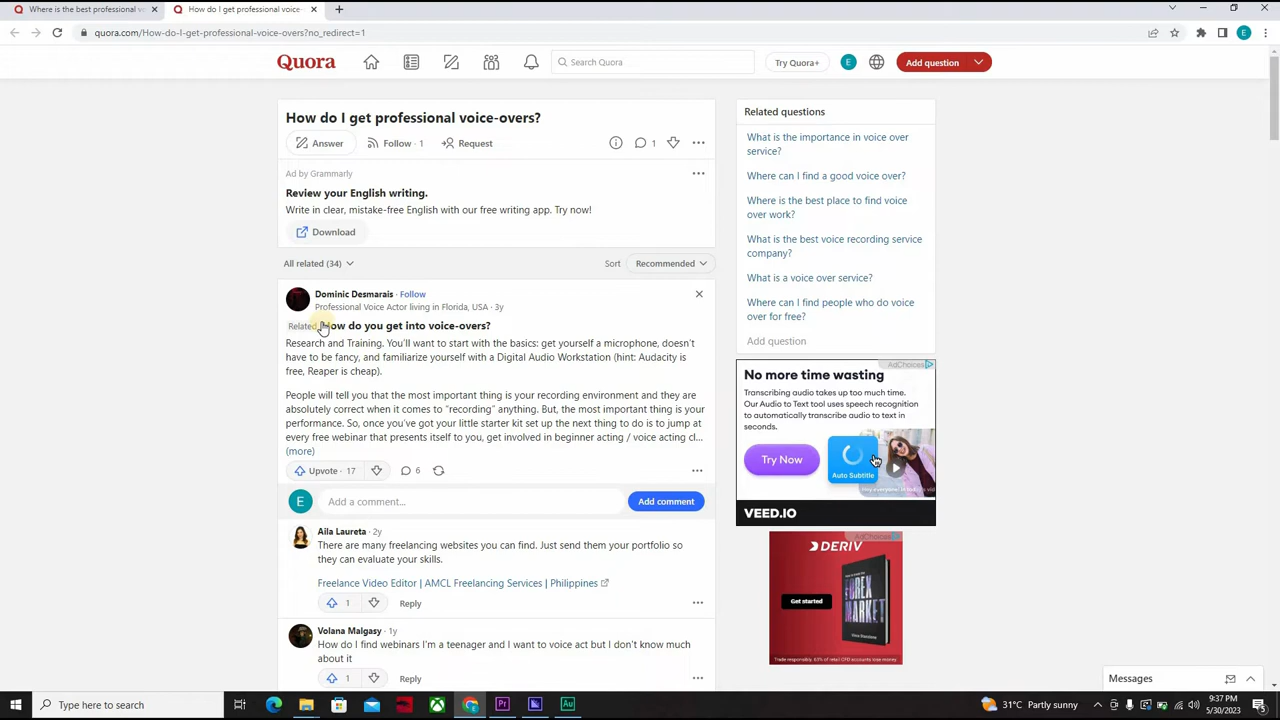 Where is the best professional v
How do I get professional voice-
quora.com/How-do-I-get-professional-voice-overs?no_redirect=1
E
Quora
Search Quora
Try Quora+
E
Add question
How do I get professional voice-overs?
Answer
Follow · 1
Request
1
Ad by Grammarly
Review your English writing.
Write in clear, mistake-free English with our free writing app. Try now!
Download
All related (34)
Sort
Recommended
Dominic Desmarais · Follow
Professional Voice Actor living in Florida, USA · 3y
Related How do you get into voice-overs?
Research and Training. You'll want to start with the basics: get yourself a microphone, doesn't
have to be fancy, and familiarize yourself with a Digital Audio Workstation (hint: Audacity is
free, Reaper is cheap).
People will tell you that the most important thing is your recording environment and they are
absolutely correct when it comes to "recording" anything. But, the most important thing is your
performance. So, once you've got your little starter kit set up the next thing to do is to jump at
every free webinar that presents itself to you, get involved in beginner acting / voice acting cl...
(more)
Upvote · 17
6
E
Add a comment...
Add comment
Aila Laureta · 2y
There are many freelancing websites you can find. Just send them your portfolio so
they can evaluate your skills.
Freelance Video Editor | AMCL Freelancing Services | Philippines
1
Reply
Volana Malgasy · 1y
How do I find webinars I'm a teenager and I want to voice act but I don't know much
about it
1
Reply
Related questions
What is the importance in voice over
service?
Where can I find a good voice over?
Where is the best place to find voice
over work?
What is the best voice recording service
company?
What is a voice over service?
Where can I find people who do voice
over for free?
Add question
AdChoices
No more time wasting
Transcribing audio takes up too much time.
Our Audio to Text tool uses speech recognition
to automatically transcribe audio to text in
seconds.
Try Now
Auto Subtitle
VEED.IO
AdChoices
DERIV
Get started
FOREX
MARKET
Trade responsibly.
Messages
Type here to search
Pr
Au
31°C Partly sunny
9:37 PM
5/30/2023